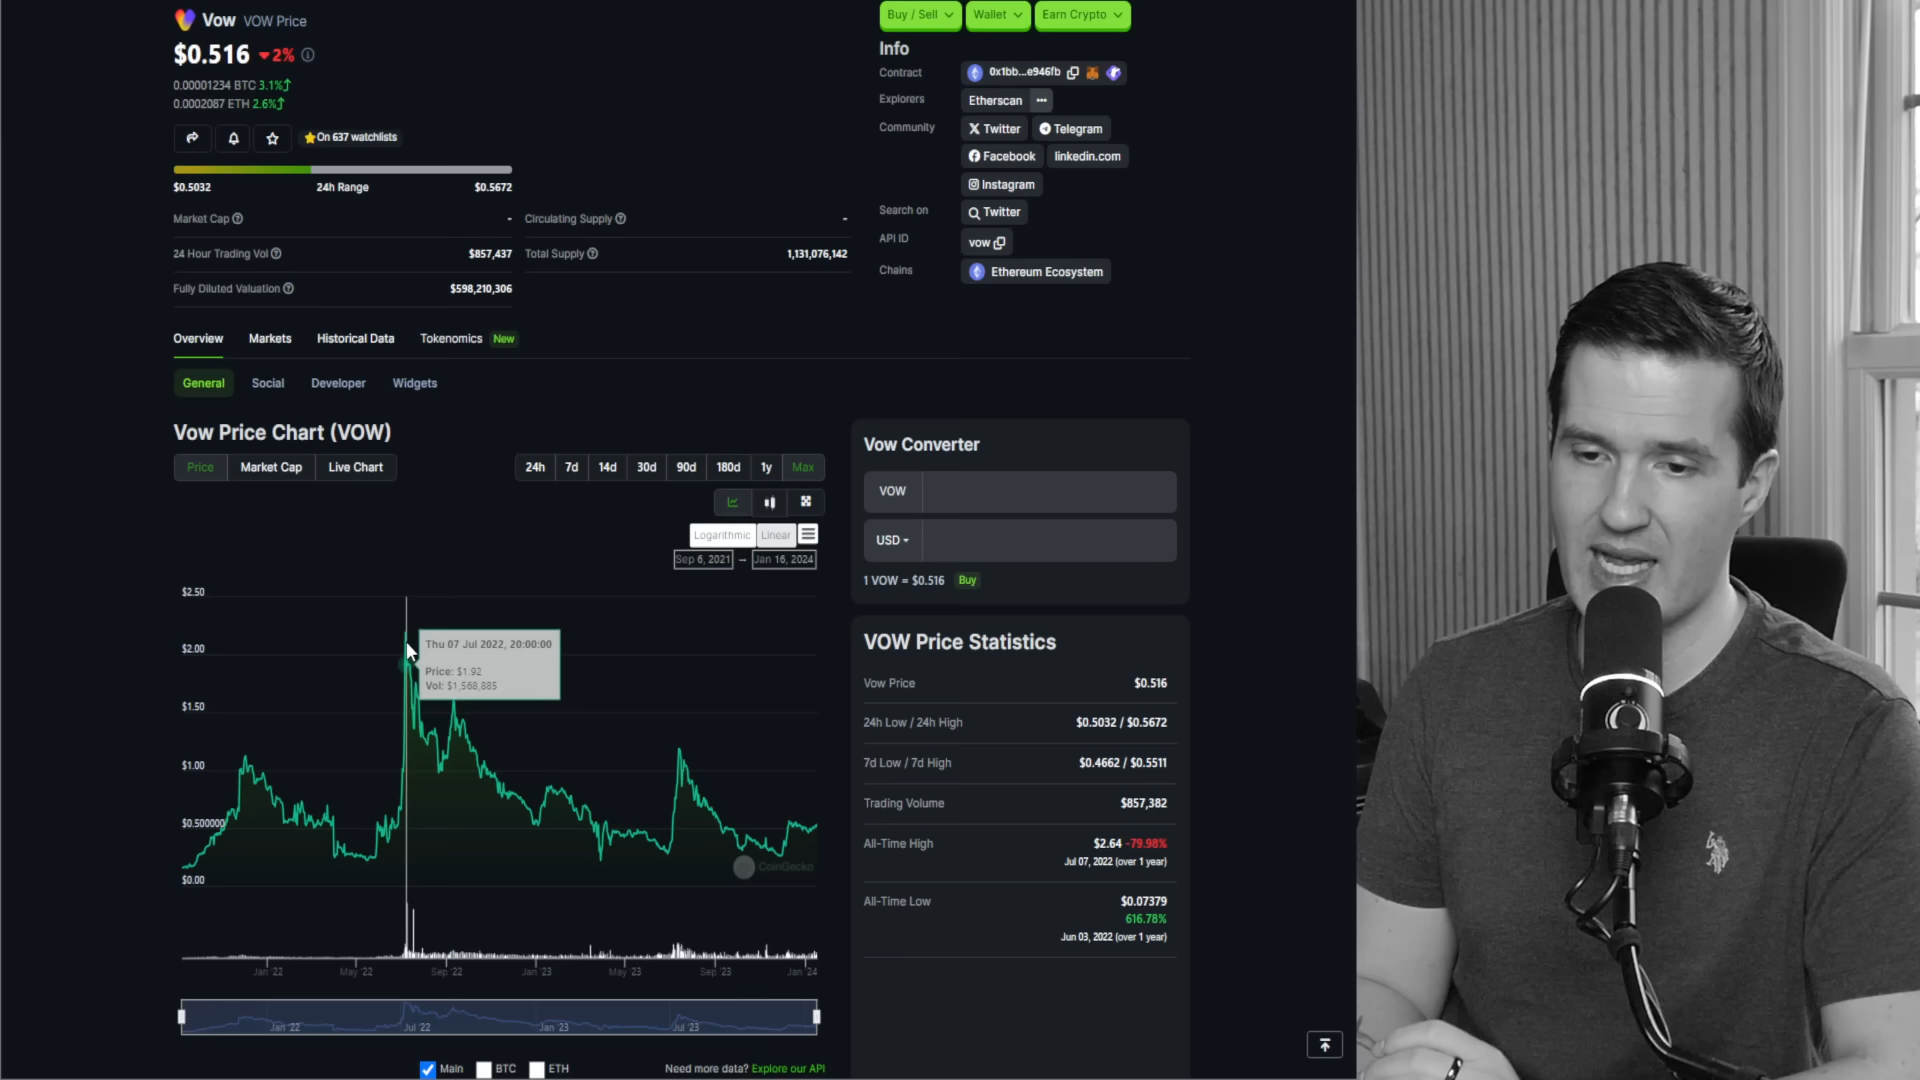 Vow VOW Price
$0.516 2%
0.00001234 BTC 3.1%
0.0002087 ETH 2.6%
On 637 watchlists
$0.5032 24h Range $0.5672
Market Cap -
Circulating Supply -
24 Hour Trading Vol $857,437
Total Supply 1,131,076,142
Fully Diluted Valuation $598,210,306
Buy / Sell Wallet Earn Crypto
Info
Contract 0x1bb...e946fb
Explorers Etherscan ...
Community Twitter Telegram
Facebook linkedin.com
Instagram
Search on Twitter
API ID vow
Chains Ethereum Ecosystem
Overview Markets Historical Data Tokenomics New
General Social Developer Widgets
Vow Price Chart (VOW)
Price Market Cap Live Chart
24h 7d 14d 30d 90d 180d 1y Max
Logarithmic Linear
Sep 6, 2021 → Jan 16, 2024
$2.50
$2.00
$1.50
$1.00
$0.500000
$0.00
Thu 07 Jul 2022, 20:00:00
Price: $1.92
Vol: $1,568,885
CoinGecko
Jan '22 May '22 Sep '22 Jan '23 May '23 Sep '23 Jan '24
Jan '22 Jul '22 Jan '23 Jul '23
Main BTC ETH
Need more data? Explore our API
Vow Converter
VOW
USD
1 VOW = $0.516 Buy
VOW Price Statistics
Vow Price $0.516
24h Low / 24h High $0.5032 / $0.5672
7d Low / 7d High $0.4662 / $0.5511
Trading Volume $857,382
All-Time High $2.64 -79.98%
Jul 07, 2022 (over 1 year)
All-Time Low $0.07379
616.78%
Jun 03, 2022 (over 1 year)